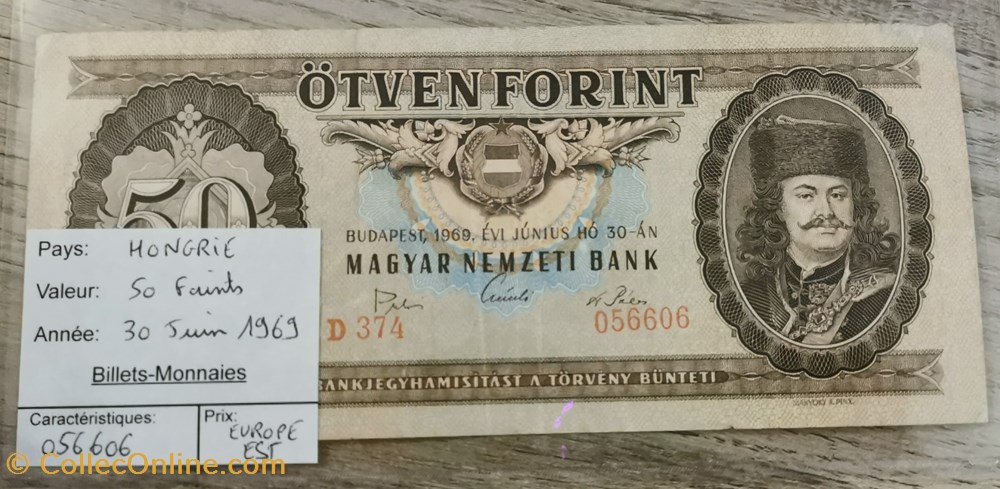 ÖTVEN FORINT
50
BUDAPEST, 1969. ÉVI JÚNIUS HÓ 30-ÁN
MAGYAR NEMZETI BANK
D 374
056606
BANKJEGYHAMISÍTÁST A TÖRVÉNY BÜNTETI
Pays: HONGRIE
Valeur: 50 Faints
Année: 30 Juin 1969
Billets-Monnaies
Caractéristiques:
056606
Prix:
EUROPE
EST
© CollecOnline.com